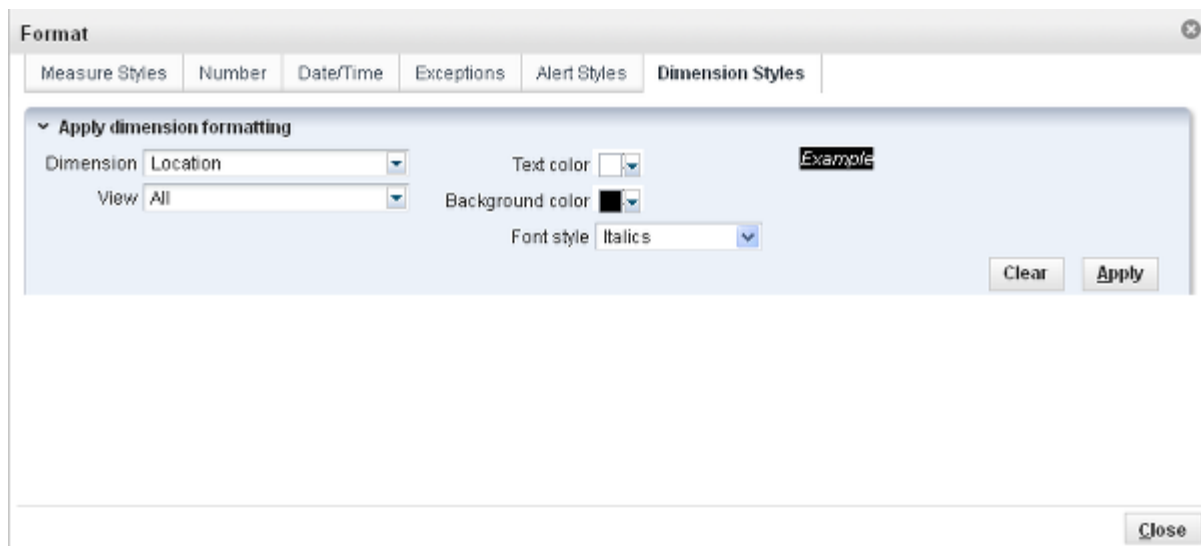 Format
Measure Styles Number Date/Time Exceptions Alert Styles Dimension Styles
Apply dimension formatting
Dimension Location Text color Example
View All Background color
Font style Italics
Clear Apply
Close